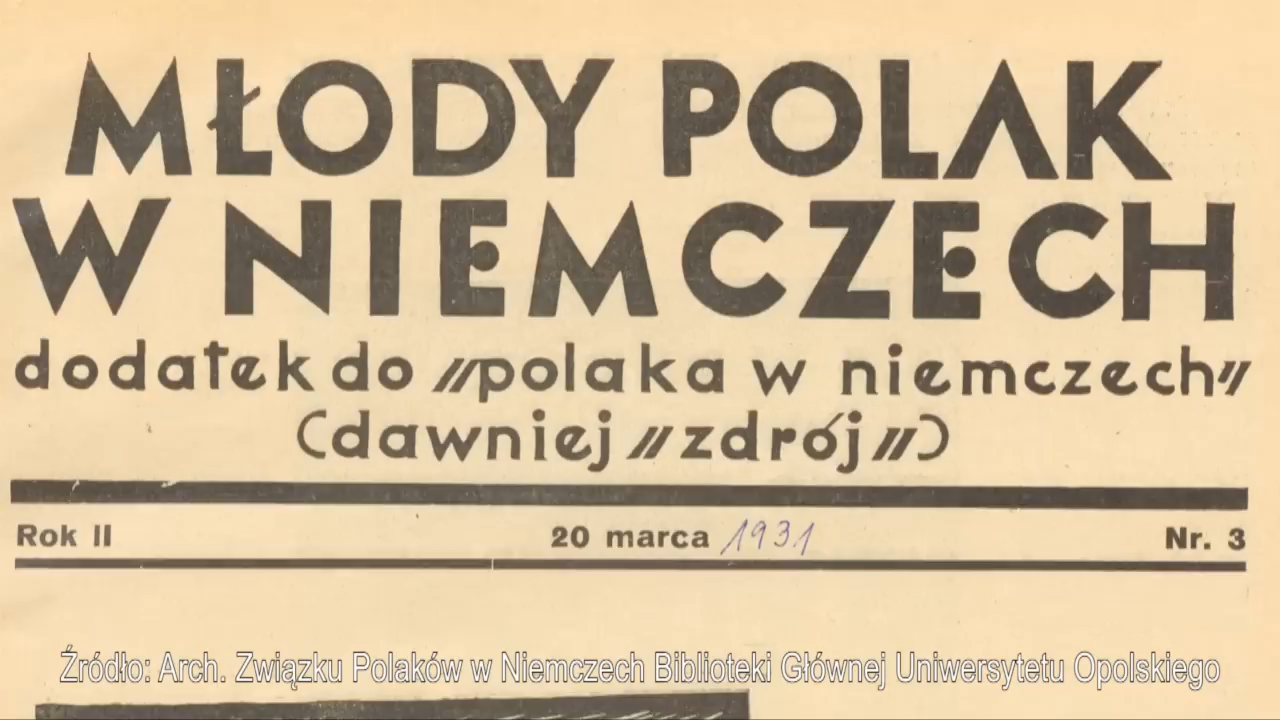 MŁODY POLAK
W NIEMCZECH
dodatek do „polaka w niemczech”
(dawniej „zdrój”)
Rok II 20 marca 1931 Nr. 3
Źródło: Arch. Związku Polaków w Niemczech Biblioteki Głównej Uniwersytetu Opolskiego